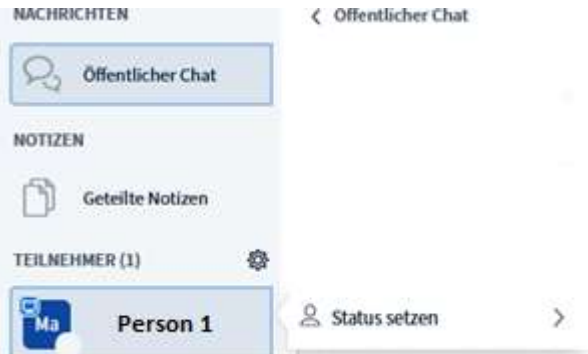 NACHRICHTEN
Öffentlicher Chat
NOTIZEN
Geteilte Notizen
TEILNEHMER (1)
Ma
Person 1
Öffentlicher Chat
Status setzen